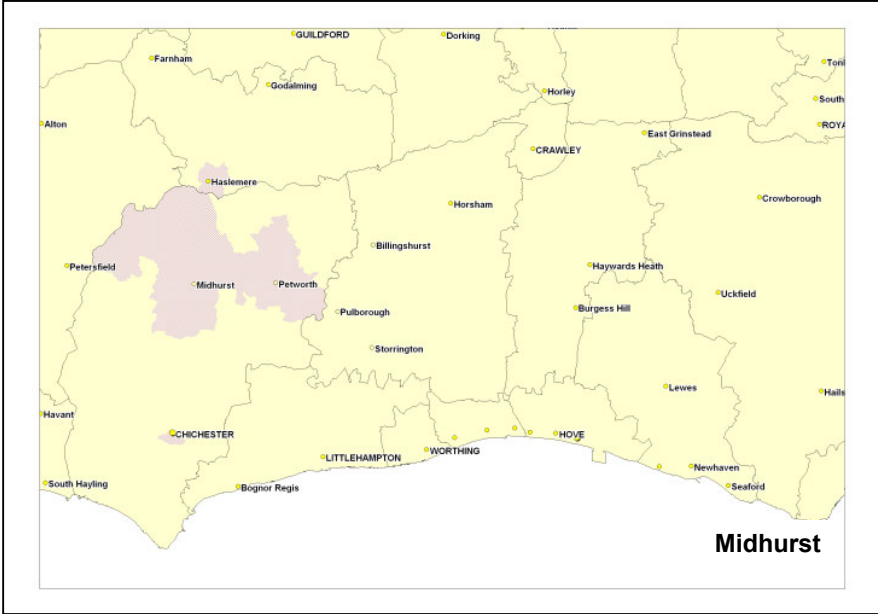 GUILDFORD
Dorking
Farnham
Godalming
Horley
Alton
East Grinstead
CRAWLEY
Haslemere
Horsham
Crowborough
Billingshurst
Petersfield
Haywards Heath
Midhurst
Petworth
Uckfield
Pulborough
Burgess Hill
Storrington
Lewes
Hails
Havant
CHICHESTER
HOVE
WORTHING
LITTLEHAMPTON
Newhaven
South Hayling
Bognor Regis
Seaford
South
ROYA
Midhurst